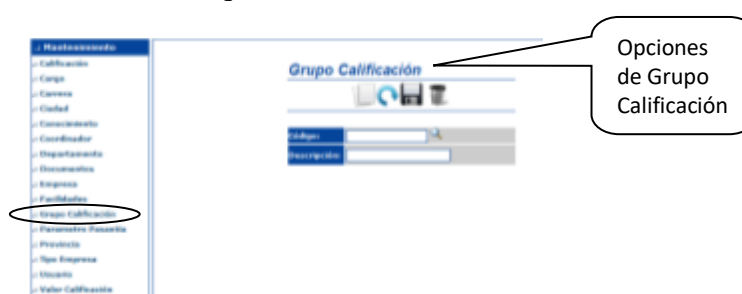 Mantenimiento
Calificación
Cargo
Carrera
Ciudad
Conocimiento
Coordinador
Departamento
Documentos
Empresa
Facilidades
Grupo Calificación
Parametro Pasantía
Provincia
Tipo Empresa
Usuario
Valor Calificación
Grupo Calificación
Código:
Descripción:
Opciones
de Grupo
Calificación